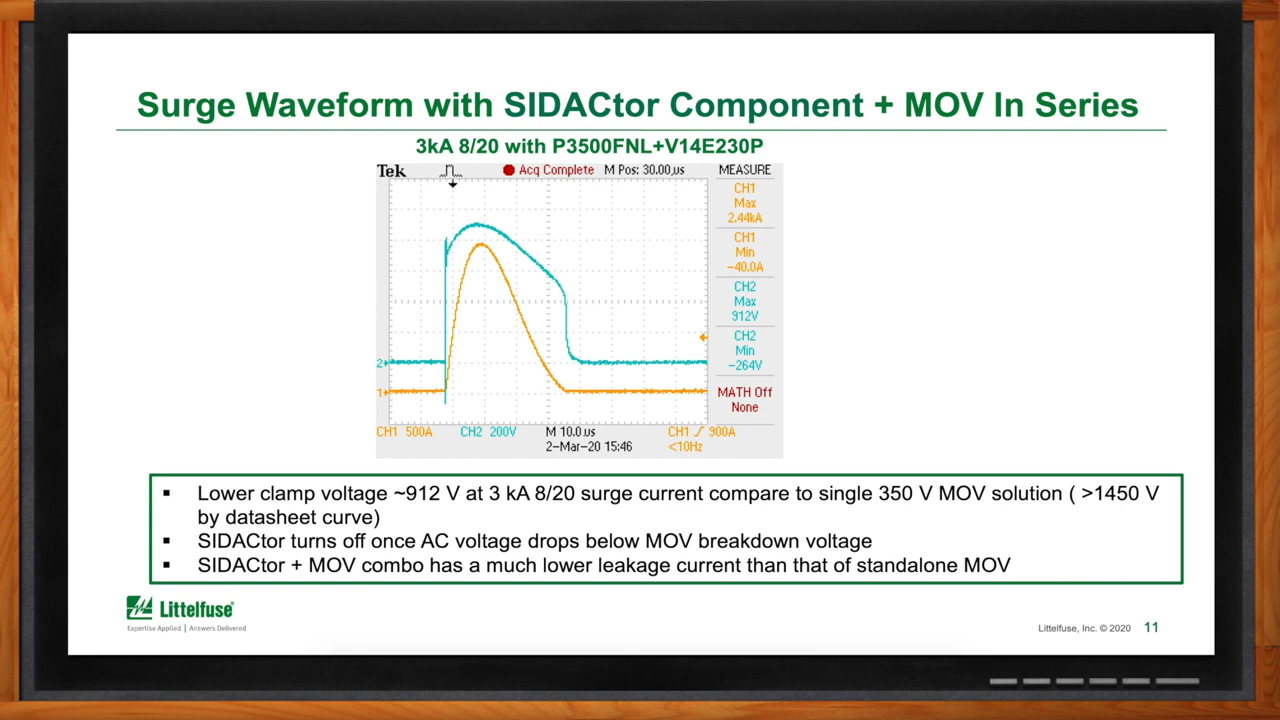 Surge Waveform with SIDACtor Component + MOV In Series
3kA 8/20 with P3500FNL+V14E230P
Tek Acq Complete M Pos: 30.00µs MEASURE
CH1
Max
2.44kA
CH1
Min
-40.0A
CH2
Max
912V
CH2
Min
-264V
MATH Off
None
2
1
CH1 500A CH2 200V M 10.0µs CH1 900A
2-Mar-20 15:46 <10Hz
▪ Lower clamp voltage ~912 V at 3 kA 8/20 surge current compare to single 350 V MOV solution ( >1450 V
by datasheet curve)
▪ SIDACtor turns off once AC voltage drops below MOV breakdown voltage
▪ SIDACtor + MOV combo has a much lower leakage current than that of standalone MOV
Littelfuse®
Expertise Applied | Answers Delivered
Littelfuse, Inc. © 2020 11